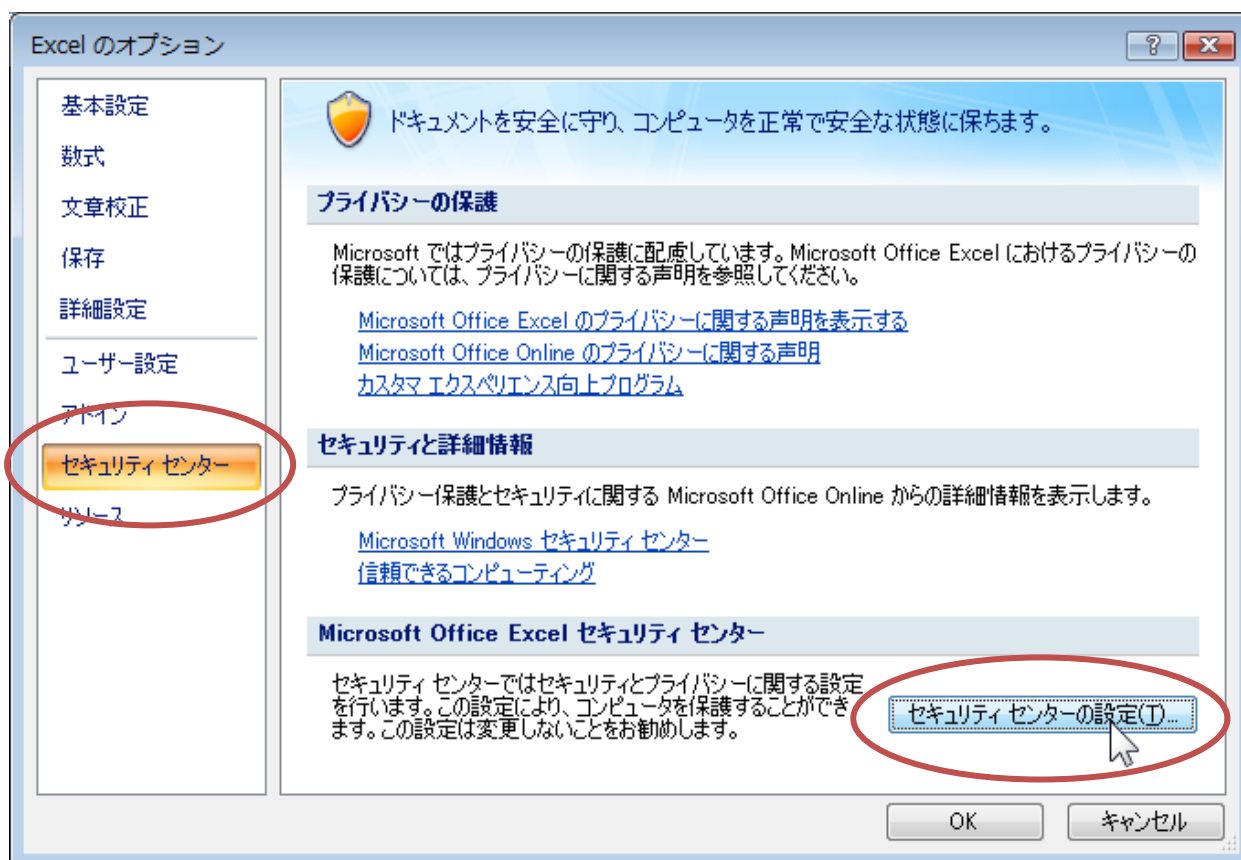 Excel のオプション
基本設定
数式
文章校正
保存
詳細設定
ユーザー設定
アドイン
セキュリティ センター
リソース
ドキュメントを安全に守り、コンピュータを正常で安全な状態に保ちます。
プライバシーの保護
Microsoft ではプライバシーの保護に配慮しています。Microsoft Office Excel におけるプライバシーの
保護については、プライバシーに関する声明を参照してください。
Microsoft Office Excel のプライバシーに関する声明を表示する
Microsoft Office Online のプライバシーに関する声明
カスタマ エクスペリエンス向上プログラム
セキュリティと詳細情報
プライバシー保護とセキュリティに関する Microsoft Office Online からの詳細情報を表示します。
Microsoft Windows セキュリティ センター
信頼できるコンピューティング
Microsoft Office Excel セキュリティ センター
セキュリティ センターではセキュリティとプライバシーに関する設定
を行います。この設定により、コンピュータを保護することができ
ます。この設定は変更しないことをお勧めします。
セキュリティ センターの設定(T)...
OK
キャンセル